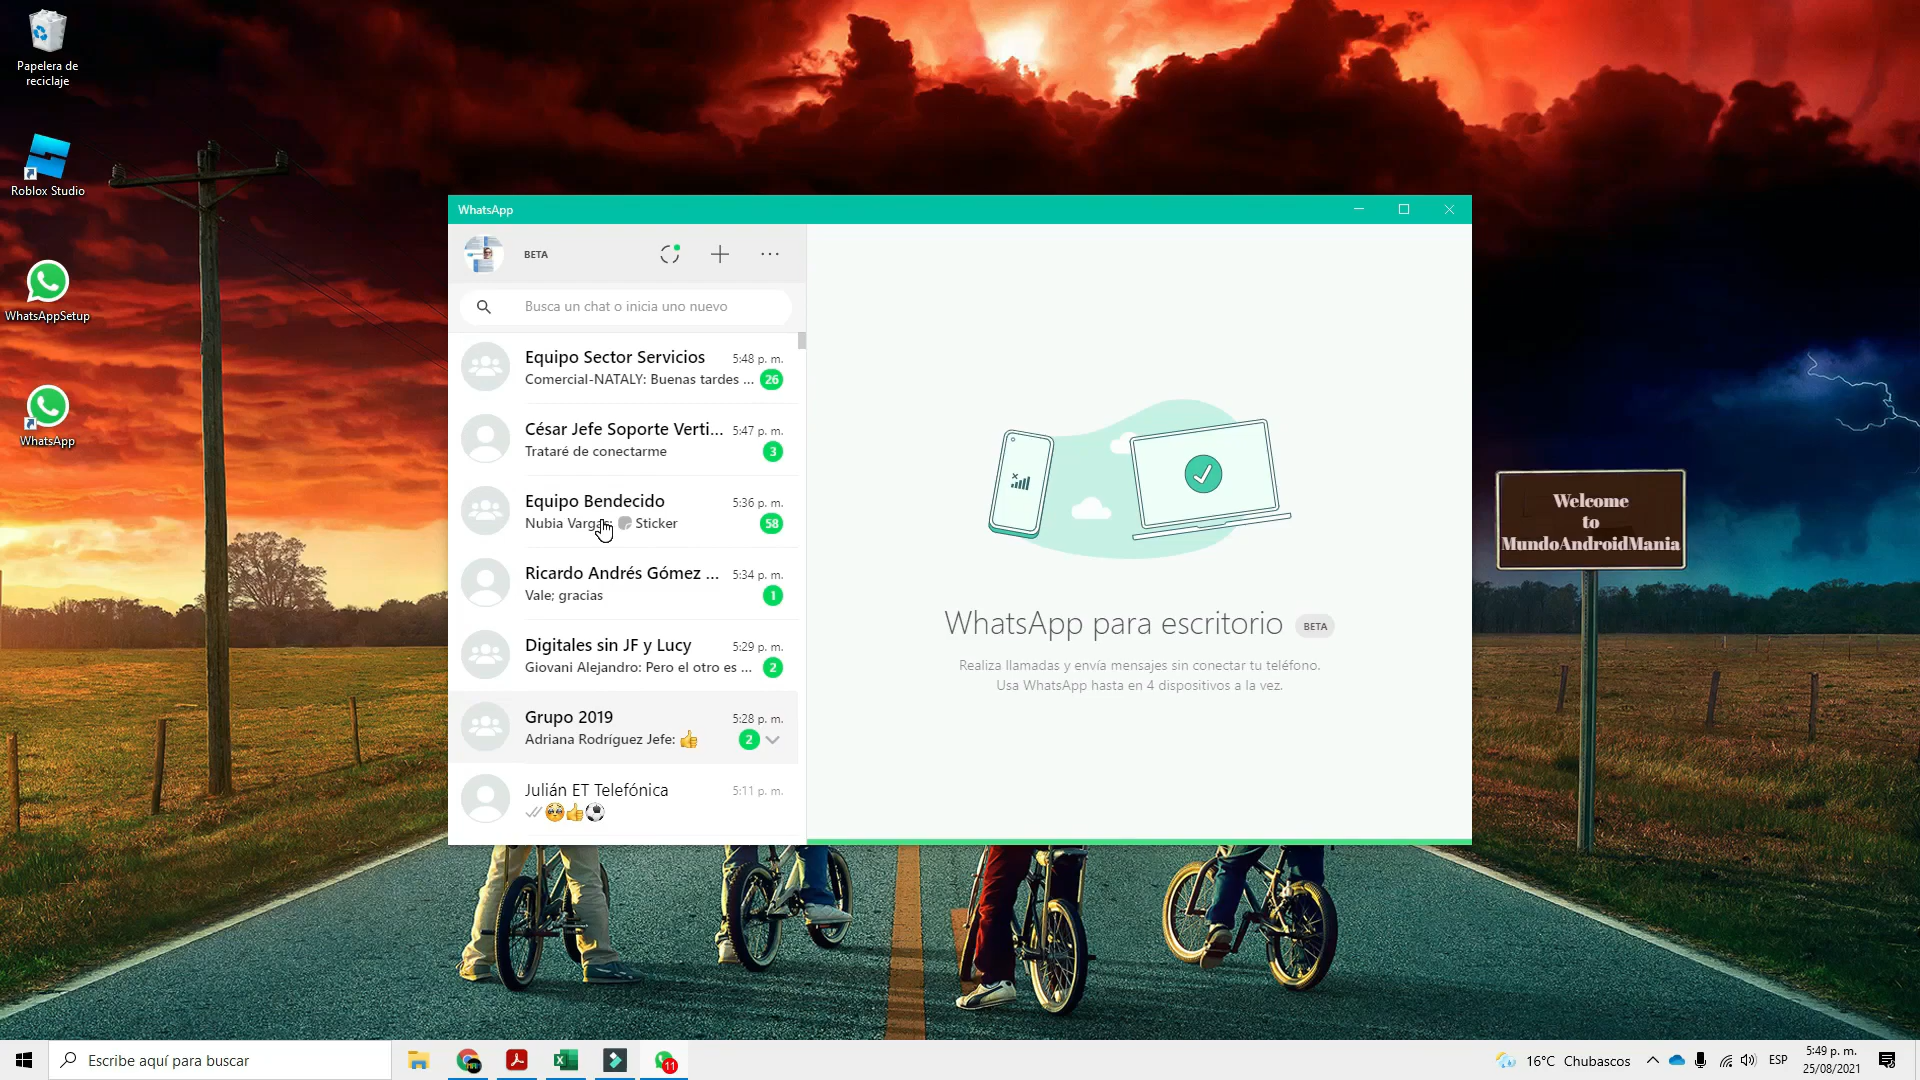 Papelera de
reciclaje
Roblox Studio
WhatsAppSetup
WhatsApp
WhatsApp
BETA
Busca un chat o inicia uno nuevo
Equipo Sector Servicios 5:48 p. m.
Comercial-NATALY: Buenas tardes ... 26
César Jefe Soporte Verti... 5:47 p. m.
Trataré de conectarme 3
Equipo Bendecido 5:36 p. m.
Nubia Sticker 58
Ricardo Andrés Gómez ... 5:34 p. m.
Vale; gracias 1
Digitales sin JF y Lucy 5:29 p. m.
Giovani Alejandro: Pero el otro es ... 2
Grupo 2019 5:28 p. m.
Adriana Rodríguez Jefe: 👍 2
Julián ET Telefónica 5:11 p. m.
🥺👍⚽
WhatsApp para escritorio BETA
Realiza llamadas y envía mensajes sin conectar tu teléfono.
Usa WhatsApp hasta en 4 dispositivos a la vez.
Welcome
to
MundoAndroidMania
Escribe aquí para buscar
11
16°C Chubascos
ESP
5:49 p. m.
25/08/2021